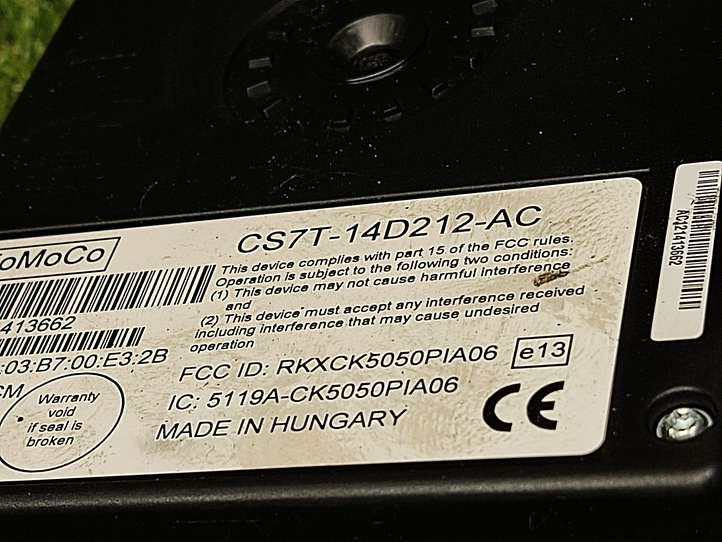 CS7T-14D212-AC
oMoCo
This device complies with part 15 of the FCC rules.
Operation is subject to the following two conditions:
(1) This device may not cause harmful interference
and
(2) This device must accept any interference received
including interference that may cause undesired
operation
413662
:03:B7:00:E3:2B
FCC ID: RKXCK5050PIA06
e13
IC: 5119A-CK5050PIA06
MADE IN HUNGARY
CE
CM
Warranty
void
if seal is
broken
ACJ21413662